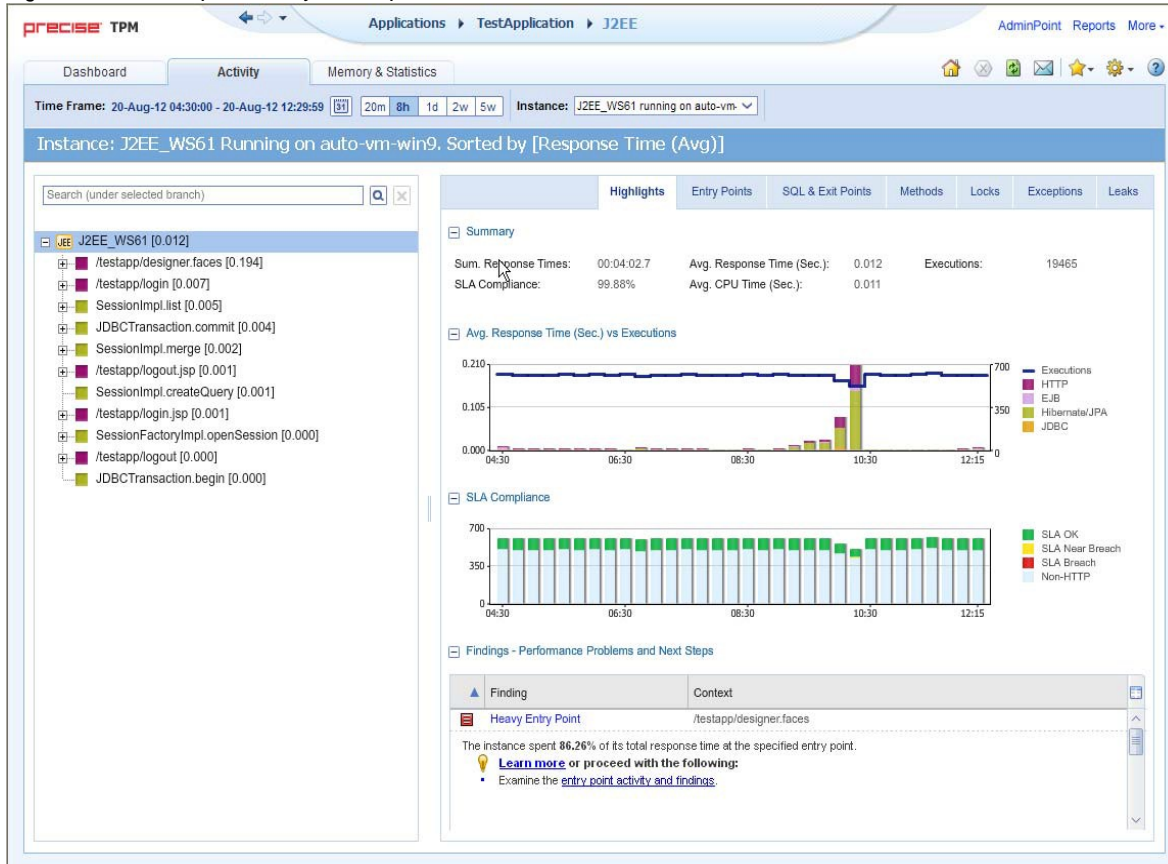 precise TPM
Applications TestApplication J2EE
AdminPoint Reports More
Dashboard Activity Memory & Statistics
Time Frame: 20-Aug-12 04:30:00 - 20-Aug-12 12:29:59 31 20m 8h 1d 2w 5w Instance: J2EE_WS61 running on auto-vm-
Instance: J2EE_WS61 Running on auto-vm-win9. Sorted by [Response Time (Avg)]
Search (under selected branch)
JEE J2EE_WS61 [0.012]
/testapp/designer.faces [0.194]
/testapp/login [0.007]
SessionImpl.list [0.005]
JDBCTransaction.commit [0.004]
SessionImpl.merge [0.002]
/testapp/logout.jsp [0.001]
SessionImpl.createQuery [0.001]
/testapp/login.jsp [0.001]
SessionFactoryImpl.openSession [0.000]
/testapp/logout [0.000]
JDBCTransaction.begin [0.000]
Highlights Entry Points SQL & Exit Points Methods Locks Exceptions Leaks
Summary
Sum. Response Times: 00:04:02.7 Avg. Response Time (Sec.): 0.012 Executions: 19465
SLA Compliance: 99.88% Avg. CPU Time (Sec.): 0.011
Avg. Response Time (Sec.) vs Executions
0.210 700
0.105 350
0.000 0
04:30 06:30 08:30 10:30 12:15
Executions
HTTP
EJB
Hibernate/JPA
JDBC
SLA Compliance
700
350
0
04:30 06:30 08:30 10:30 12:15
SLA OK
SLA Near Breach
SLA Breach
Non-HTTP
Findings - Performance Problems and Next Steps
Finding Context
Heavy Entry Point /testapp/designer.faces
The instance spent 86.26% of its total response time at the specified entry point.
Learn more or proceed with the following:
Examine the entry point activity and findings.